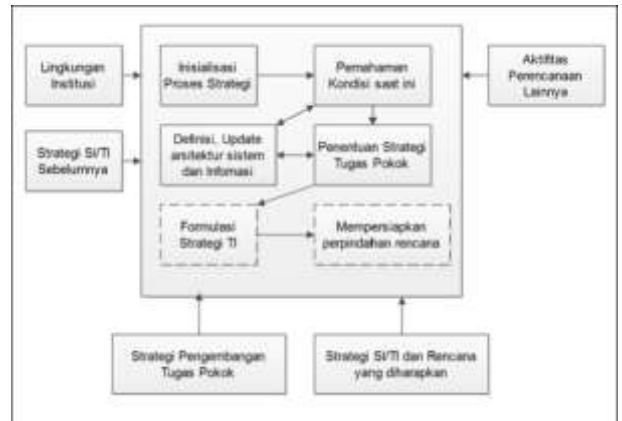 Lingkungan
Institusi
Inisialisasi
Proses Strategi
Pemahaman
Kondisi saat ini
Aktifitas
Perencanaan
Lainnya
Strategi SI/TI
Sebelumnya
Definisi, Update
arsitektur sistem
dan Infomasi
Penentuan Strategi
Tugas Pokok
Formulasi
Strategi TI
Mempersiapkan
perpindahan rencana
Strategi Pengembangan
Tugas Pokok
Strategi SI/TI dan Rencana
yang diharapkan